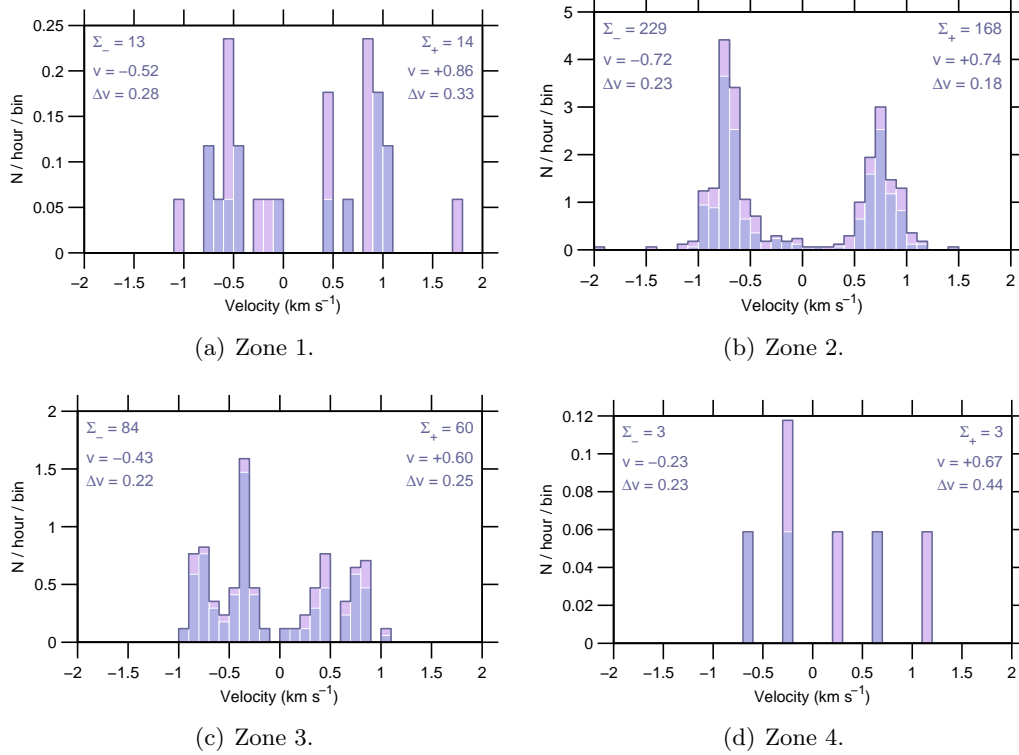 0.25
0.2
0.15
0.1
0.05
0
N / hour / bin
Σ₋ = 13
v = −0.52
Δv = 0.28
Σ₊ = 14
v = +0.86
Δv = 0.33
−2 −1.5 −1 −0.5 0 0.5 1 1.5 2
Velocity (km s⁻¹)
(a) Zone 1.
5
4
3
2
1
0
N / hour / bin
Σ₋ = 229
v = −0.72
Δv = 0.23
Σ₊ = 168
v = +0.74
Δv = 0.18
−2 −1.5 −1 −0.5 0 0.5 1 1.5 2
Velocity (km s⁻¹)
(b) Zone 2.
2
1.5
1
0.5
0
N / hour / bin
Σ₋ = 84
v = −0.43
Δv = 0.22
Σ₊ = 60
v = +0.60
Δv = 0.25
−2 −1.5 −1 −0.5 0 0.5 1 1.5 2
Velocity (km s⁻¹)
(c) Zone 3.
0.12
0.1
0.08
0.06
0.04
0.02
0
N / hour / bin
Σ₋ = 3
v = −0.23
Δv = 0.23
Σ₊ = 3
v = +0.67
Δv = 0.44
−2 −1.5 −1 −0.5 0 0.5 1 1.5 2
Velocity (km s⁻¹)
(d) Zone 4.